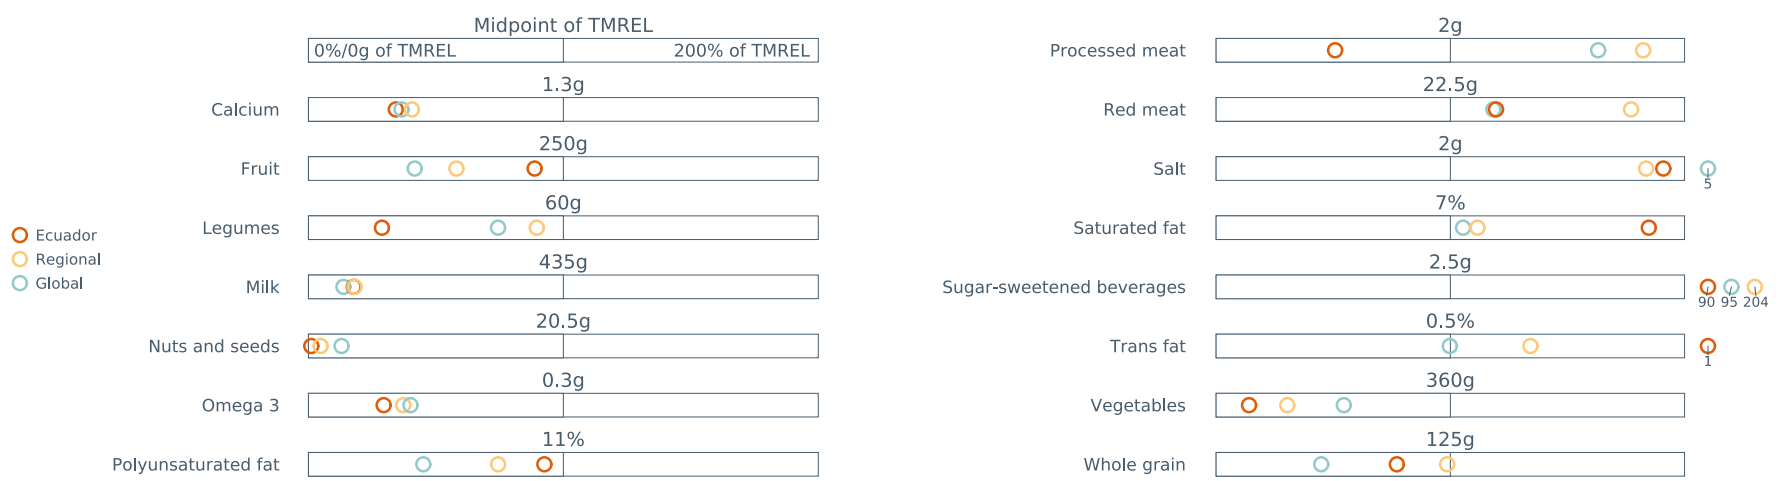 Midpoint of TMREL
0%/0g of TMREL 200% of TMREL
Calcium 1.3g
Fruit 250g
Legumes 60g
Milk 435g
Nuts and seeds 20.5g
Omega 3 0.3g
Polyunsaturated fat 11%
Ecuador
Regional
Global
Processed meat 2g
Red meat 22.5g
Salt 2g
5
Saturated fat 7%
Sugar-sweetened beverages 2.5g
90 95 204
Trans fat 0.5%
1
Vegetables 360g
Whole grain 125g